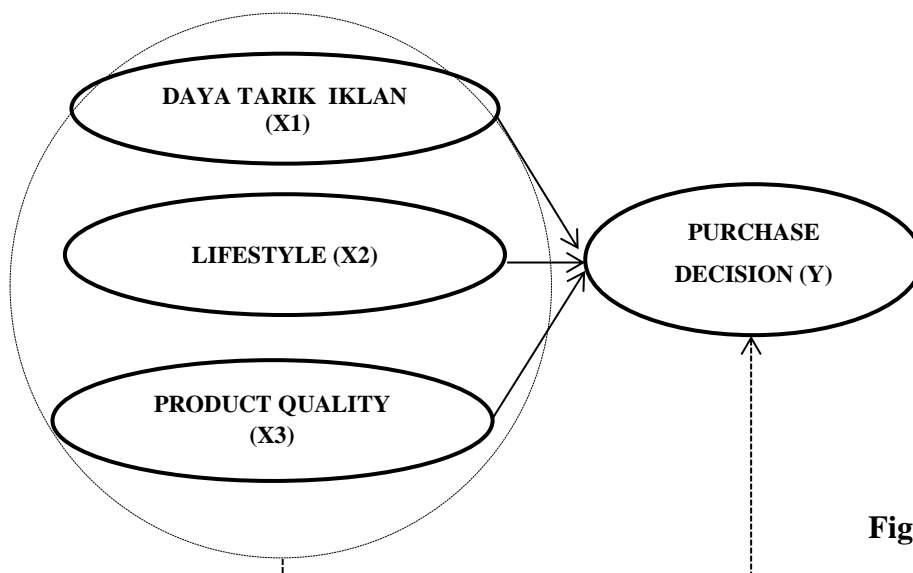 DAYA TARIK IKLAN
(X1)
LIFESTYLE (X2)
PURCHASE
DECISION (Y)
PRODUCT QUALITY
(X3)
Fig